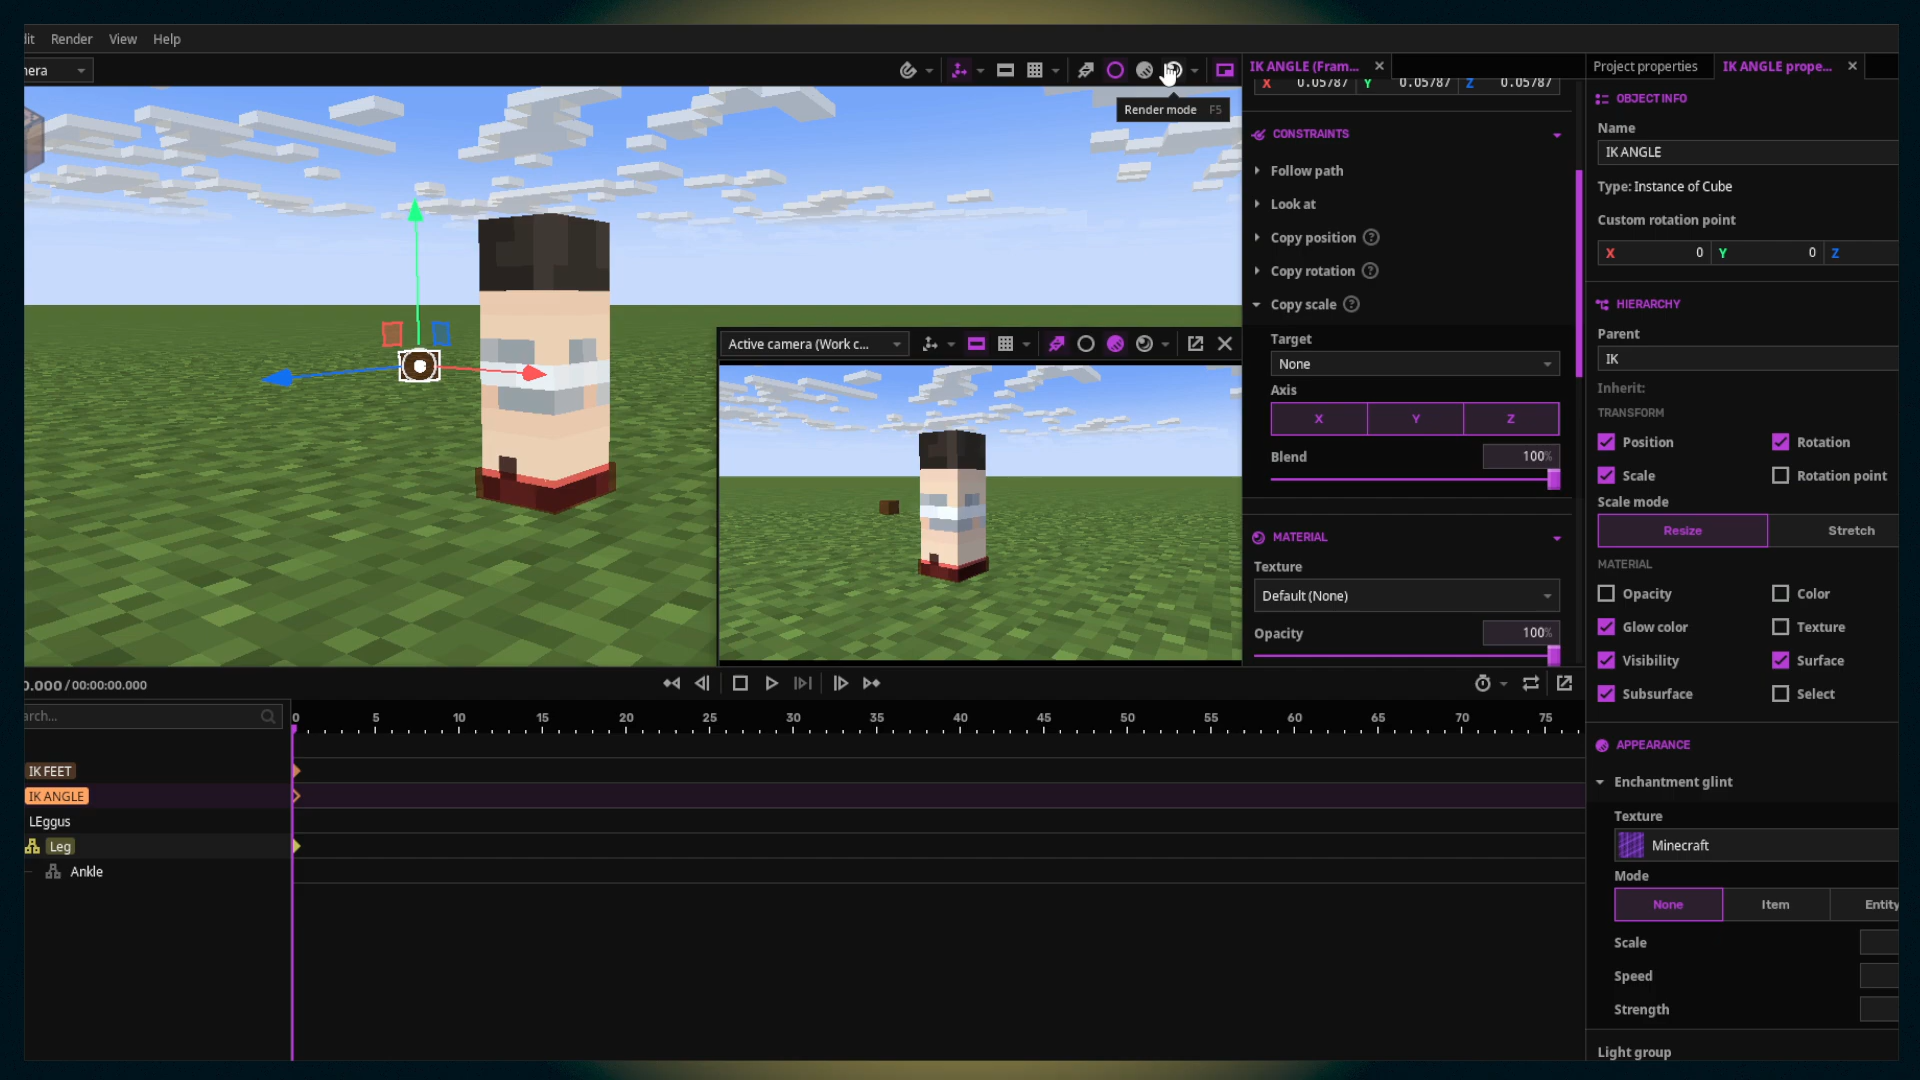 dit Render View Help
nera
Render mode F5
IK ANGLE (Fram...
X 0.05787 Y 0.05787 Z 0.05787
CONSTRAINTS
Follow path
Look at
Copy position ?
Copy rotation ?
Copy scale ?
Target
None
Axis
X Y Z
Blend 100%
MATERIAL
Texture
Default (None)
Opacity 100%
Active camera (Work c...
Project properties IK ANGLE prope...
OBJECT INFO
Name
IK ANGLE
Type: Instance of Cube
Custom rotation point
X 0 Y 0 Z
HIERARCHY
Parent
IK
Inherit:
TRANSFORM
Position Rotation
Scale Rotation point
Scale mode
Resize Stretch
MATERIAL
Opacity Color
Glow color Texture
Visibility Surface
Subsurface Select
APPEARANCE
Enchantment glint
Texture
Minecraft
Mode
None Item Entity
Scale
Speed
Strength
Light group
0.000 / 00:00:00.000
arch...
0 5 10 15 20 25 30 35 40 45 50 55 60 65 70 75
IK FEET
IK ANGLE
LEggus
Leg
Ankle